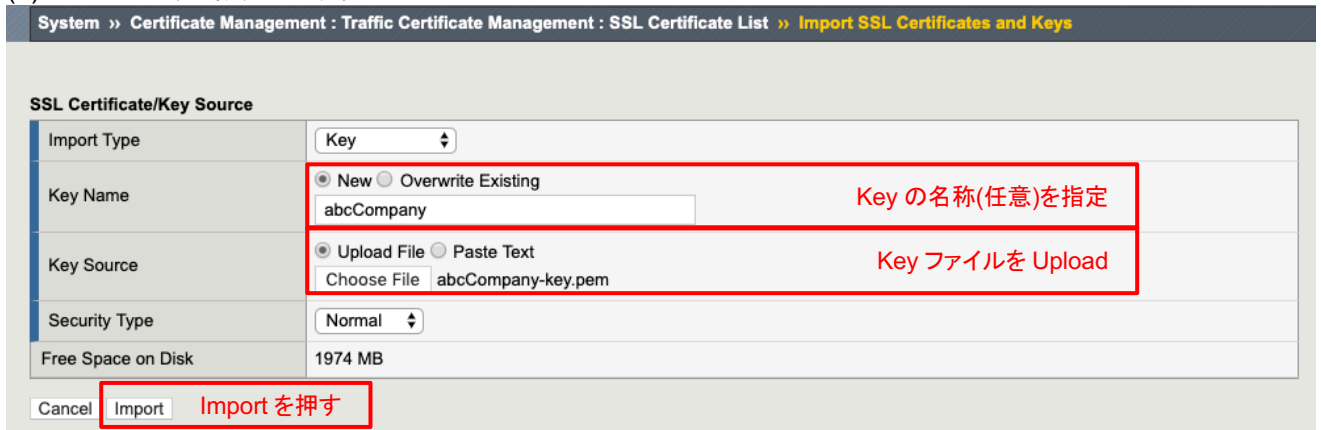 System ›› Certificate Management : Traffic Certificate Management : SSL Certificate List ›› Import SSL Certificates and Keys
SSL Certificate/Key Source
Import Type Key
Key Name New Overwrite Existing
abcCompany
Key の名称(任意)を指定
Key Source Upload File Paste Text
Choose File abcCompany-key.pem
Key ファイルを Upload
Security Type Normal
Free Space on Disk 1974 MB
Cancel Import Import を押す